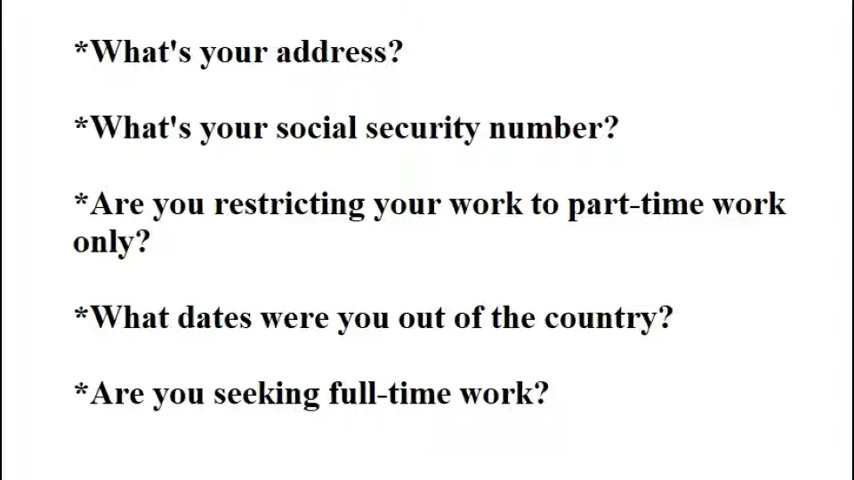 *What's your address?
*What's your social security number?
*Are you restricting your work to part-time work
only?
*What dates were you out of the country?
*Are you seeking full-time work?